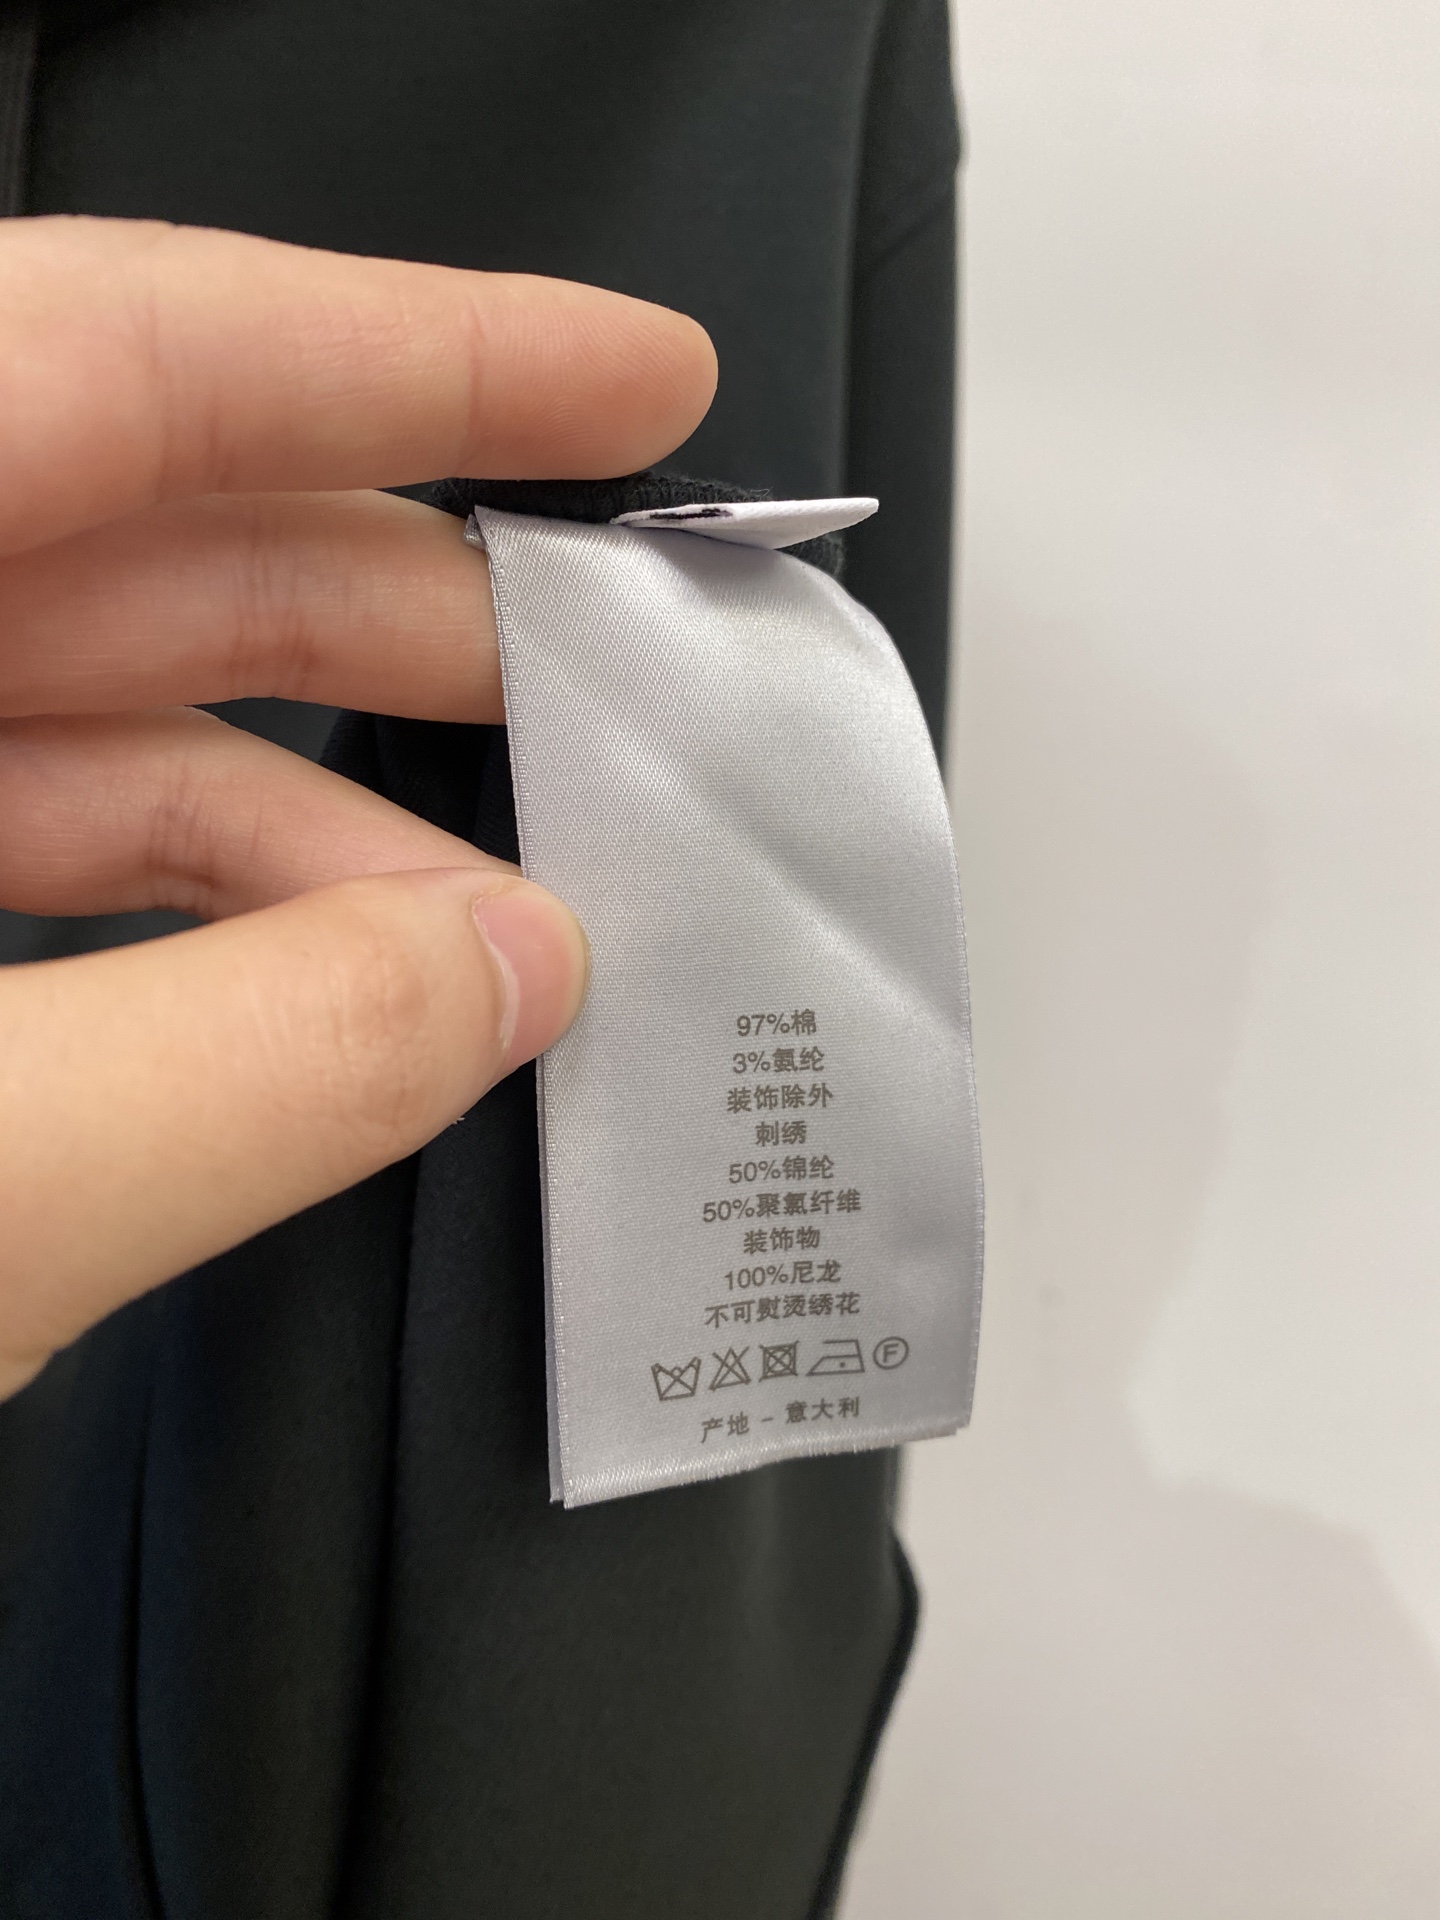 97%棉
3%氨纶
装饰除外
刺绣
50%锦纶
50%聚氯纤维
装饰物
100%尼龙
不可熨烫绣花
F
产地 - 意大利